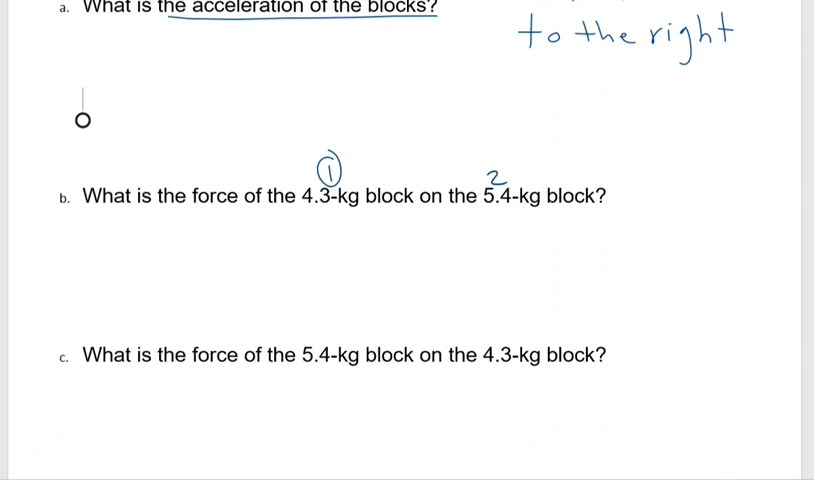 a. What is the acceleration of the blocks?
to the right
1 2
b. What is the force of the 4.3-kg block on the 5.4-kg block?
c. What is the force of the 5.4-kg block on the 4.3-kg block?